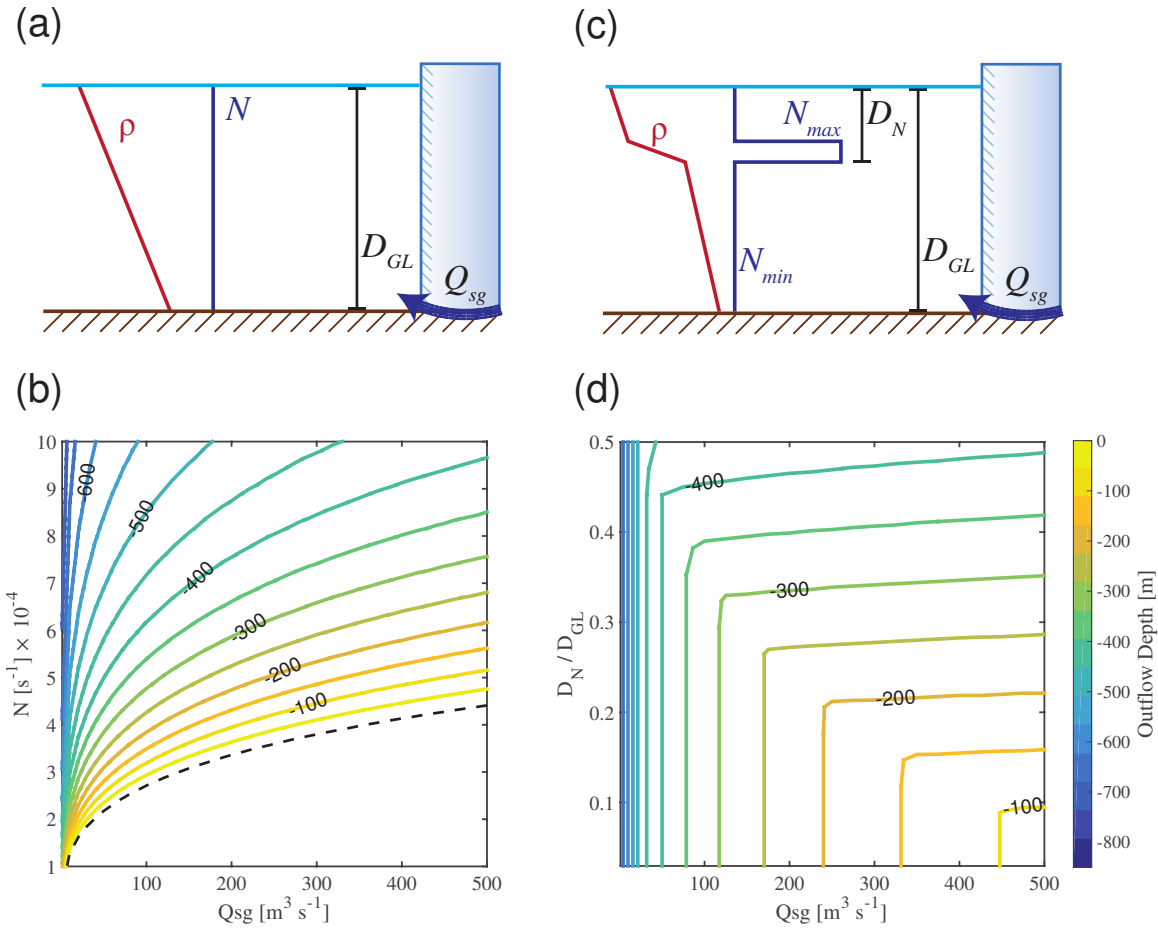 (a)
ρ
N
D_GL
Q_sg
(c)
ρ
N_max
D_N
N_min
D_GL
Q_sg
(b)
10
9
8
7
6
5
4
3
2
1
N [s⁻¹] × 10⁻⁴
600
-500
-400
-300
-200
-100
100
200
300
400
500
Qsg [m³ s⁻¹]
(d)
0.5
0.4
0.3
0.2
0.1
D_N / D_GL
-400
-300
-200
-100
100
200
300
400
500
Qsg [m³ s⁻¹]
0
-100
-200
-300
-400
-500
-600
-700
-800
Outflow Depth [m]